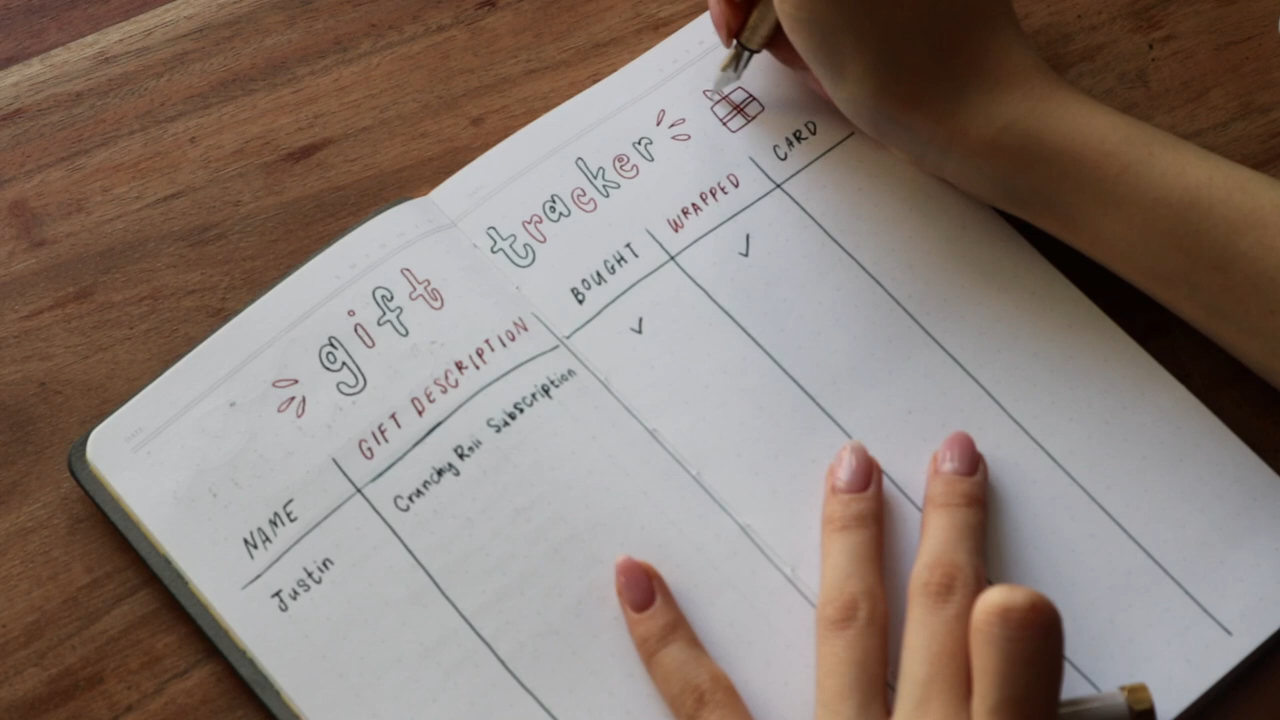 gift tracker
NAME GIFT DESCRIPTION BOUGHT WRAPPED CARD
Justin Crunchy Roll Subscription ✓ ✓